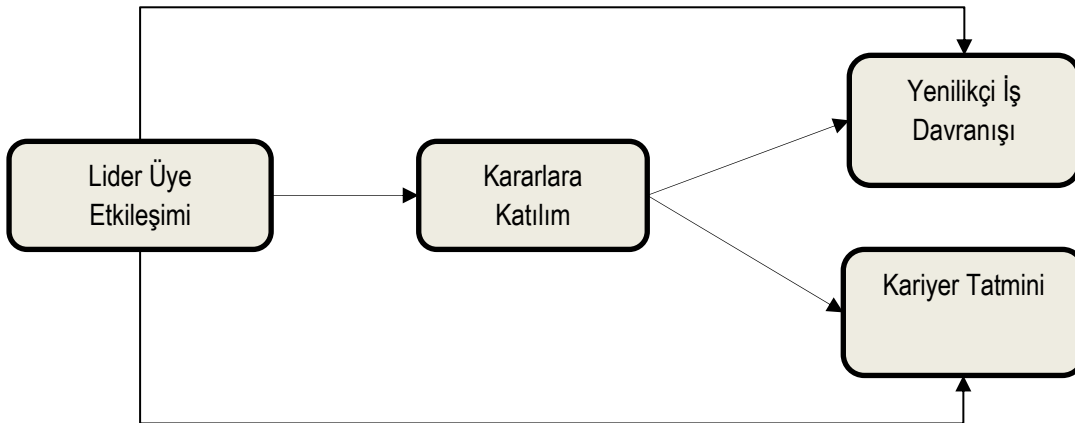 Lider Üye
Etkileşimi
Kararlara
Katılım
Yenilikçi İş
Davranışı
Kariyer Tatmini